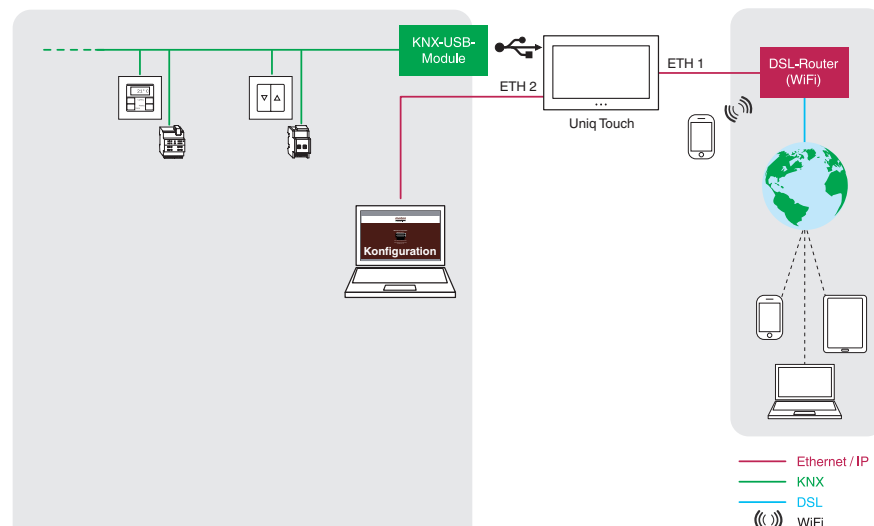 KNX-USB-
Module
ETH 1
DSL-Router
(WiFi)
ETH 2
Uniq Touch
Konfiguration
Ethernet / IP
KNX
DSL
WiFi